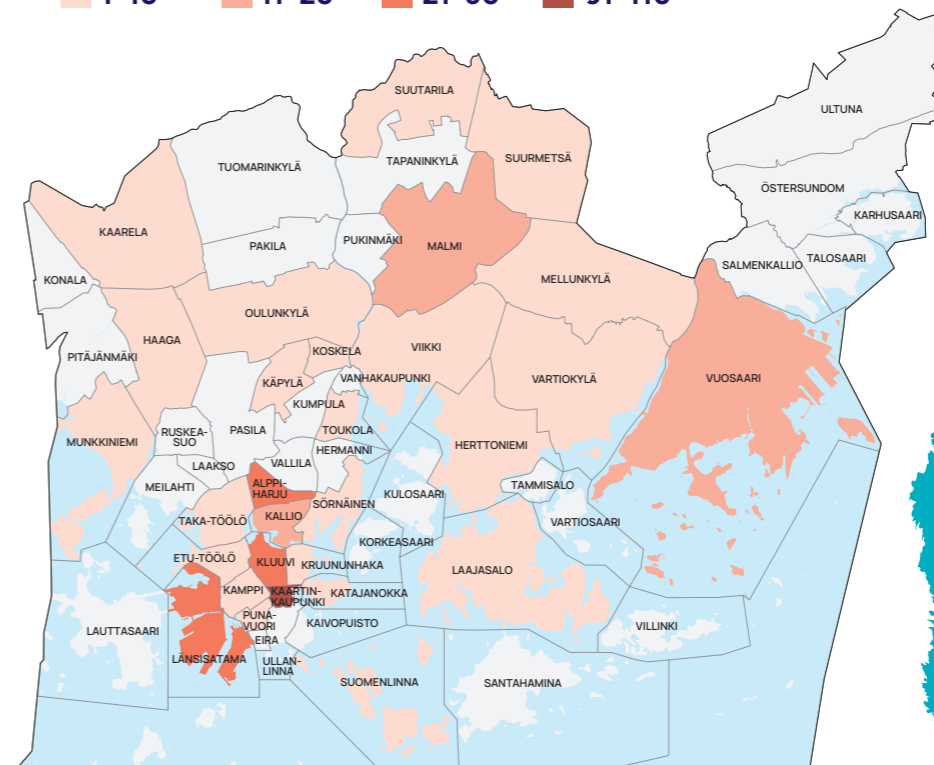 SUUTARILA
ULTUNA
TUOMARINKYLÄ
TAPANINKYLÄ
SUURMETSÄ
ÖSTERSUNDOM
KARHUSAARI
KAARELA
PAKILA
PUKINMÄKI
MALMI
SALMENKALLIO
TALOSAARI
KONALA
MELLUNKYLÄ
OULUNKYLÄ
HAAGA
PITÄJÄNMÄKI
KOSKELA
VIIKKI
VANHAKAUPUNKI
VARTIOKYLÄ
VUOSAARI
KÄPYLÄ
KUMPULA
MUNKKINIEMI
RUSKEA-
SUO
PASILA
TOUKOLA
HERTTONIEMI
HERMANNI
LAAKSO
VALLILA
MEILAHTI
ALPPI-
HARJU
KULOSAARI
TAMMISALO
SÖRNÄINEN
TAKA-TÖÖLÖ
KALLIO
VARTIOSAARI
KORKEASAARI
ETU-TÖÖLÖ
KLUUVI
KRUUNUNHAKA
LAAJASALO
KAMPPI
KAARTIN-
KAUPUNKI
KATAJANOKKA
PUNA-
VUORI
KAIVOPUISTO
LAUTTASAARI
EIRA
VILLINKI
LÄNSISATAMA
ULLAN-
LINNA
SUOMENLINNA
SANTAHAMINA